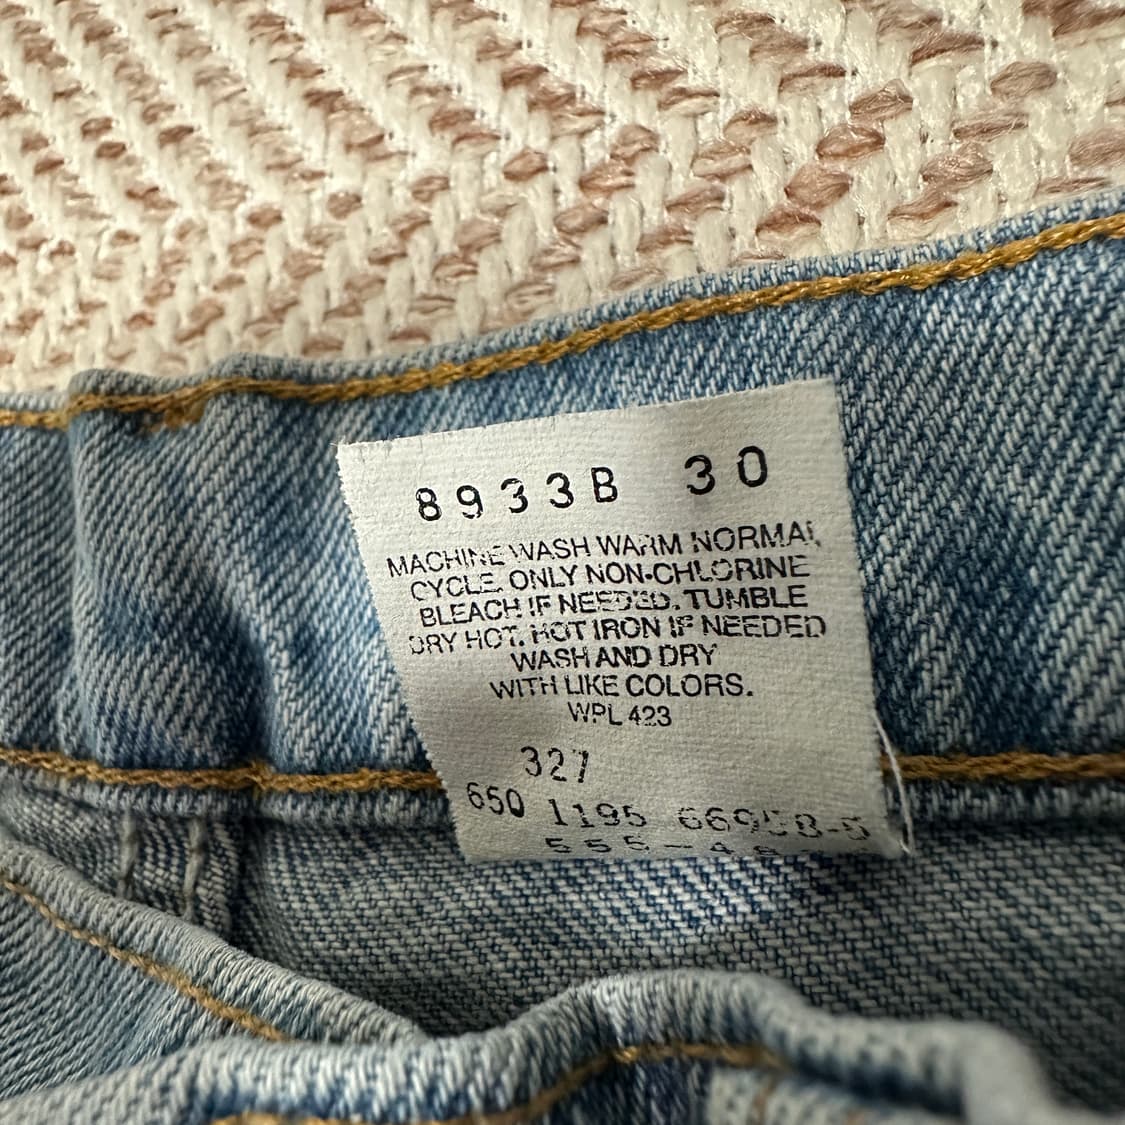 8933B 30
MACHINE WASH WARM NORMAL
CYCLE. ONLY NON-CHLORINE
BLEACH IF NEEDED. TUMBLE
DRY HOT. HOT IRON IF NEEDED
WASH AND DRY
WITH LIKE COLORS.
WPL 423
327
650 1195